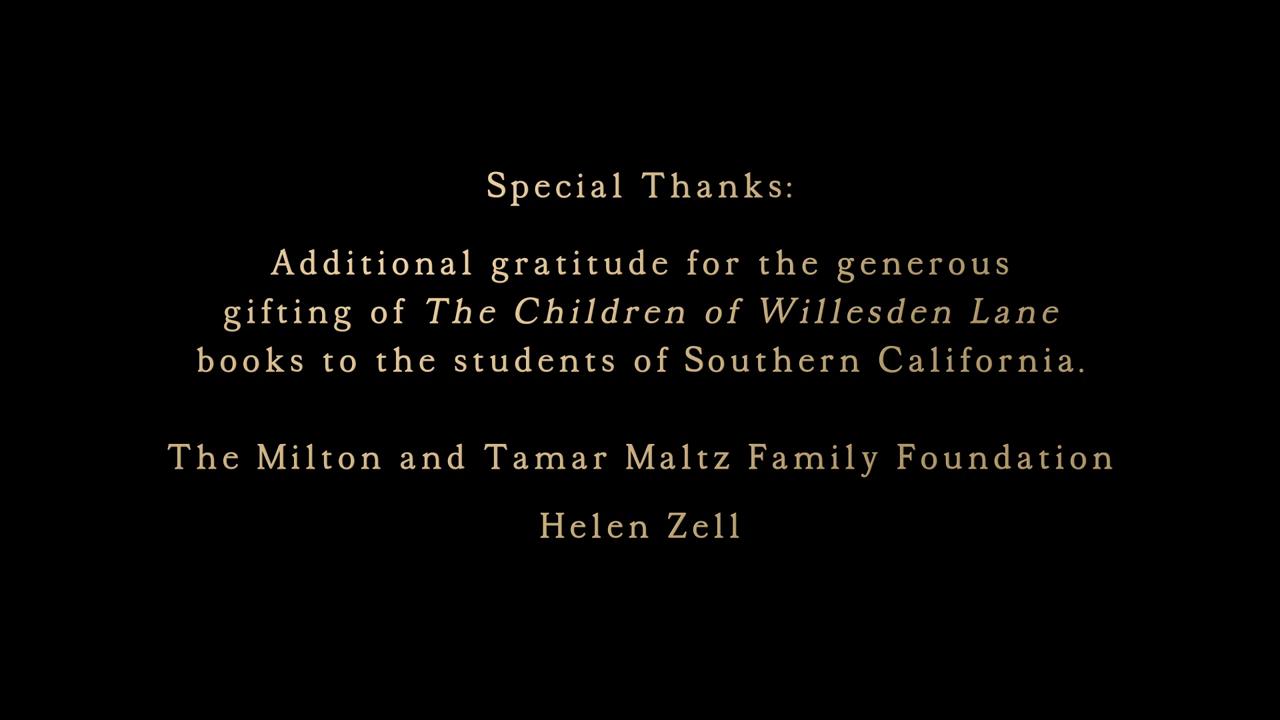 Special Thanks:
Additional gratitude for the generous
gifting of The Children of Willesden Lane
books to the students of Southern California.
The Milton and Tamar Maltz Family Foundation
Helen Zell